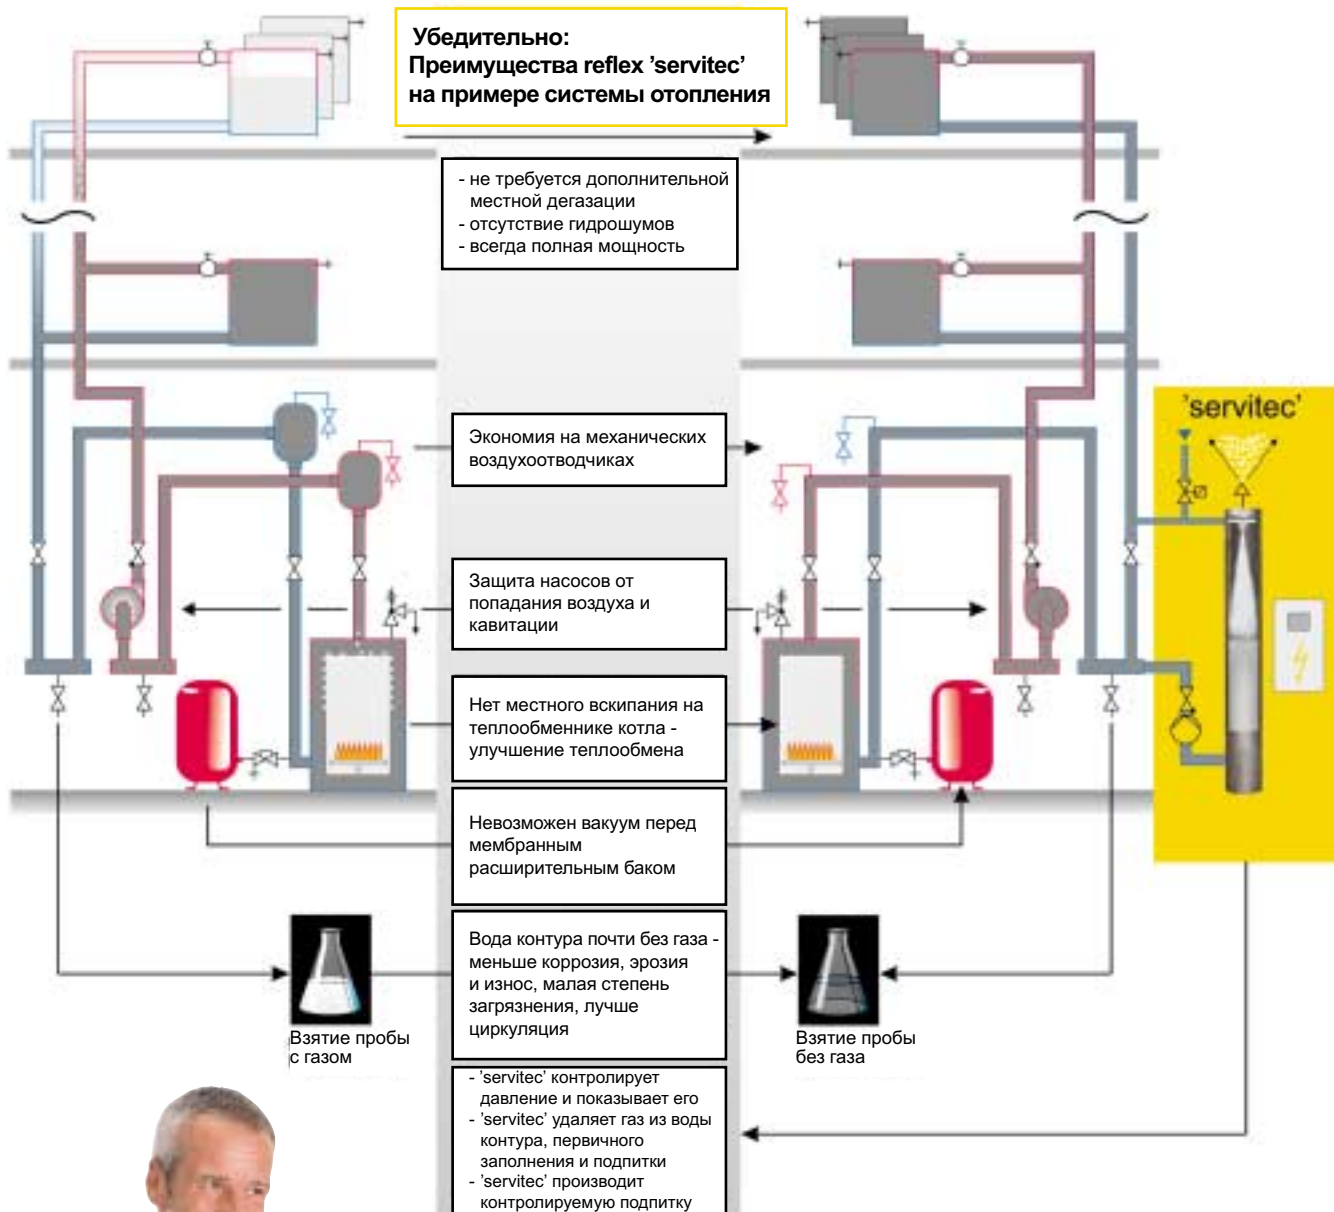 Убедительно:
Преимущества reflex 'servitec'
на примере системы отопления
- не требуется дополнительной
местной дегазации
- отсутствие гидрошумов
- всегда полная мощность
'servitec'
Экономия на механических
воздухоотводчиках
Защита насосов от
попадания воздуха и
кавитации
Нет местного вскипания на
теплообменнике котла -
улучшение теплообмена
Невозможен вакуум перед
мембранным
расширительным баком
Вода контура почти без газа -
меньше коррозия, эрозия
и износ, малая степень
загрязнения, лучше
циркуляция
Взятие пробы
с газом
Взятие пробы
без газа
- 'servitec' контролирует
давление и показывает его
- 'servitec' удаляет газ из воды
контура, первичного
заполнения и подпитки
- 'servitec' производит
контролируемую подпитку